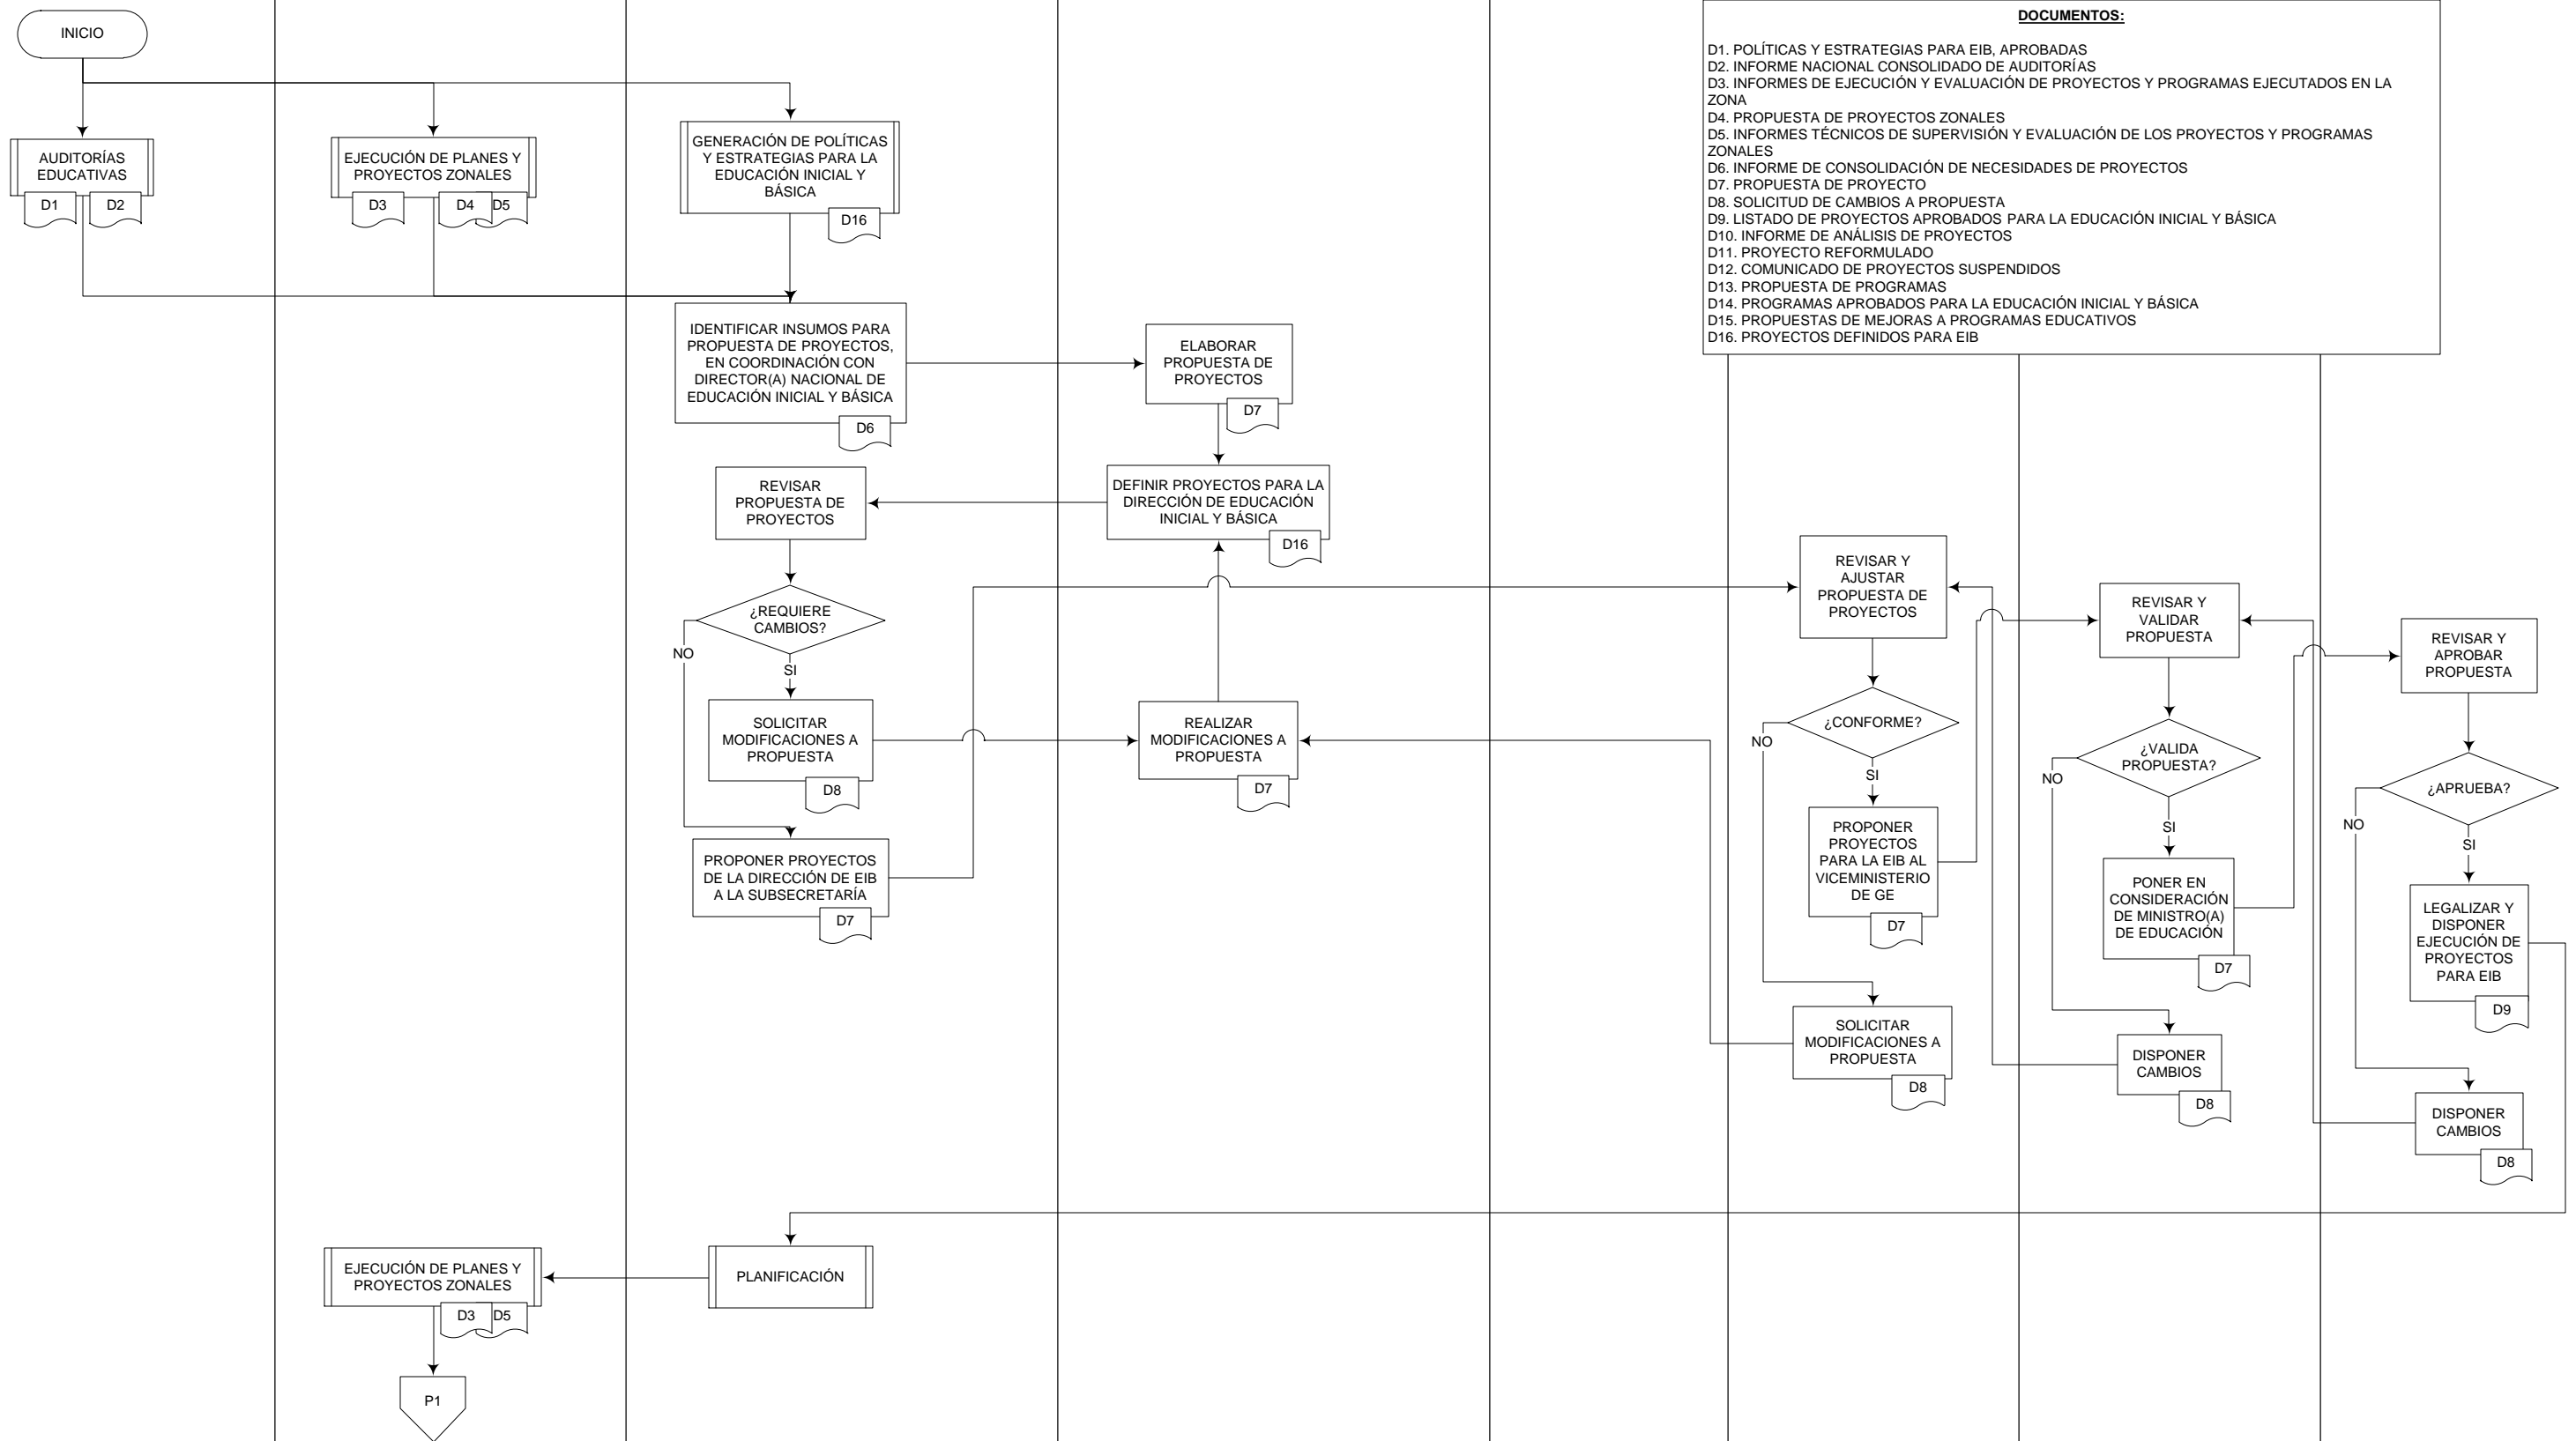 INICIO
DOCUMENTOS:
D1. POLÍTICAS Y ESTRATEGIAS PARA EIB, APROBADAS
D2. INFORME NACIONAL CONSOLIDADO DE AUDITORÍAS
D3. INFORMES DE EJECUCIÓN Y EVALUACIÓN DE PROYECTOS Y PROGRAMAS EJECUTADOS EN LA
ZONA
D4. PROPUESTA DE PROYECTOS ZONALES
D5. INFORMES TÉCNICOS DE SUPERVISIÓN Y EVALUACIÓN DE LOS PROYECTOS Y PROGRAMAS
ZONALES
D6. INFORME DE CONSOLIDACIÓN DE NECESIDADES DE PROYECTOS
D7. PROPUESTA DE PROYECTO
D8. SOLICITUD DE CAMBIOS A PROPUESTA
D9. LISTADO DE PROYECTOS APROBADOS PARA LA EDUCACIÓN INICIAL Y BÁSICA
D10. INFORME DE ANÁLISIS DE PROYECTOS
D11. PROYECTO REFORMULADO
D12. COMUNICADO DE PROYECTOS SUSPENDIDOS
D13. PROPUESTA DE PROGRAMAS
D14. PROGRAMAS APROBADOS PARA LA EDUCACIÓN INICIAL Y BÁSICA
D15. PROPUESTAS DE MEJORAS A PROGRAMAS EDUCATIVOS
D16. PROYECTOS DEFINIDOS PARA EIB
AUDITORÍAS
EDUCATIVAS
D1
D2
EJECUCIÓN DE PLANES Y
PROYECTOS ZONALES
D3
D4
D5
GENERACIÓN DE POLÍTICAS
Y ESTRATEGIAS PARA LA
EDUCACIÓN INICIAL Y
BÁSICA
D16
IDENTIFICAR INSUMOS PARA
PROPUESTA DE PROYECTOS,
EN COORDINACIÓN CON
DIRECTOR(A) NACIONAL DE
EDUCACIÓN INICIAL Y BÁSICA
D6
ELABORAR
PROPUESTA DE
PROYECTOS
D7
REVISAR
PROPUESTA DE
PROYECTOS
DEFINIR PROYECTOS PARA LA
DIRECCIÓN DE EDUCACIÓN
INICIAL Y BÁSICA
D16
¿REQUIERE
CAMBIOS?
NO
SI
SOLICITAR
MODIFICACIONES A
PROPUESTA
D8
REALIZAR
MODIFICACIONES A
PROPUESTA
D7
PROPONER PROYECTOS
DE LA DIRECCIÓN DE EIB
A LA SUBSECRETARÍA
D7
REVISAR Y
AJUSTAR
PROPUESTA DE
PROYECTOS
¿CONFORME?
NO
SI
PROPONER
PROYECTOS
PARA LA EIB AL
VICEMINISTERIO
DE GE
D7
SOLICITAR
MODIFICACIONES A
PROPUESTA
D8
REVISAR Y
VALIDAR
PROPUESTA
¿VALIDA
PROPUESTA?
NO
SI
PONER EN
CONSIDERACIÓN
DE MINISTRO(A)
DE EDUCACIÓN
D7
DISPONER
CAMBIOS
D8
REVISAR Y
APROBAR
PROPUESTA
¿APRUEBA?
NO
SI
LEGALIZAR Y
DISPONER
EJECUCIÓN DE
PROYECTOS
PARA EIB
D9
DISPONER
CAMBIOS
D8
EJECUCIÓN DE PLANES Y
PROYECTOS ZONALES
D3
D5
PLANIFICACIÓN
P1